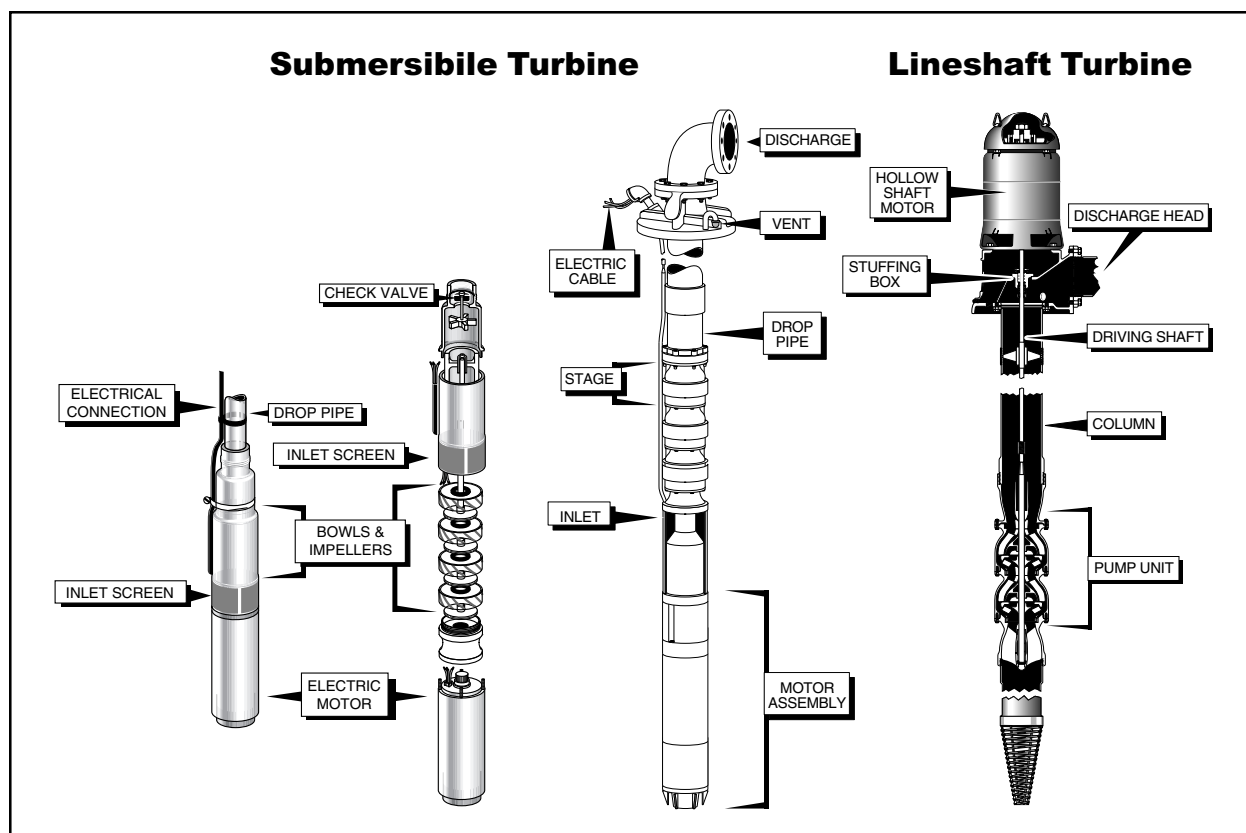 Submersibile Turbine
Lineshaft Turbine
DISCHARGE
HOLLOW
SHAFT
MOTOR
DISCHARGE HEAD
VENT
ELECTRIC
CABLE
STUFFING
BOX
CHECK VALVE
DROP
PIPE
DRIVING SHAFT
STAGE
ELECTRICAL
CONNECTION
DROP PIPE
COLUMN
INLET SCREEN
INLET
BOWLS &
IMPELLERS
PUMP UNIT
INLET SCREEN
ELECTRIC
MOTOR
MOTOR
ASSEMBLY